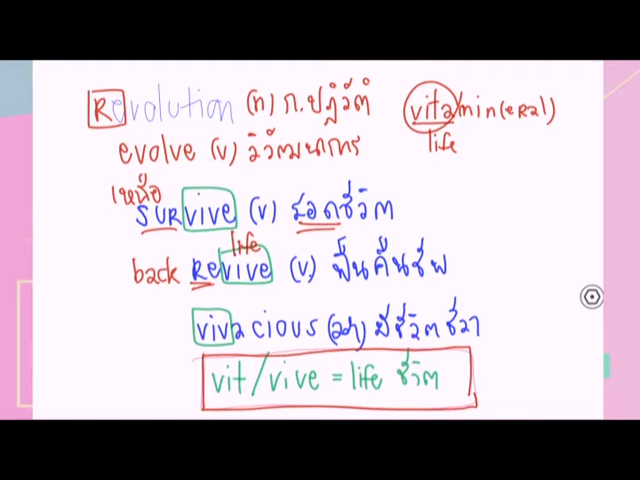 Revolution (n) ก.ปฏิวัติ vitamin(eral)
life
evolve (v) วิวัฒนาการ
เหนือ
survive (v) รอดชีวิต
life
back Revive (v) ฟื้นคืนชีพ
vivacious (adj) มีชีวิตชีวา
vit/vive = life ชีวิต